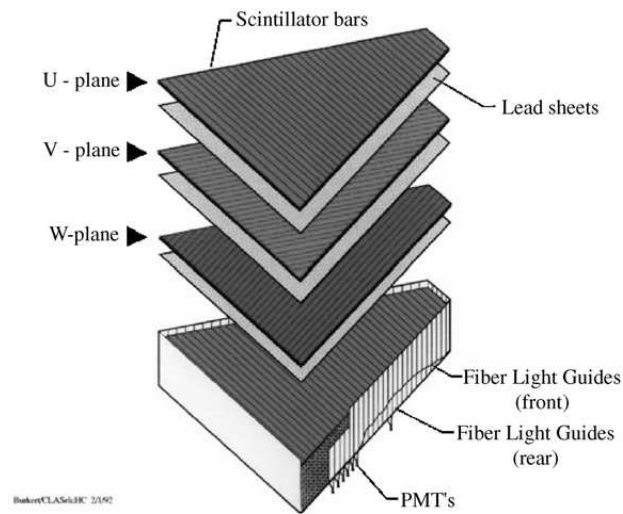 Scintillator bars
U - plane
Lead sheets
V - plane
W-plane
Fiber Light Guides
(front)
Fiber Light Guides
(rear)
PMT's